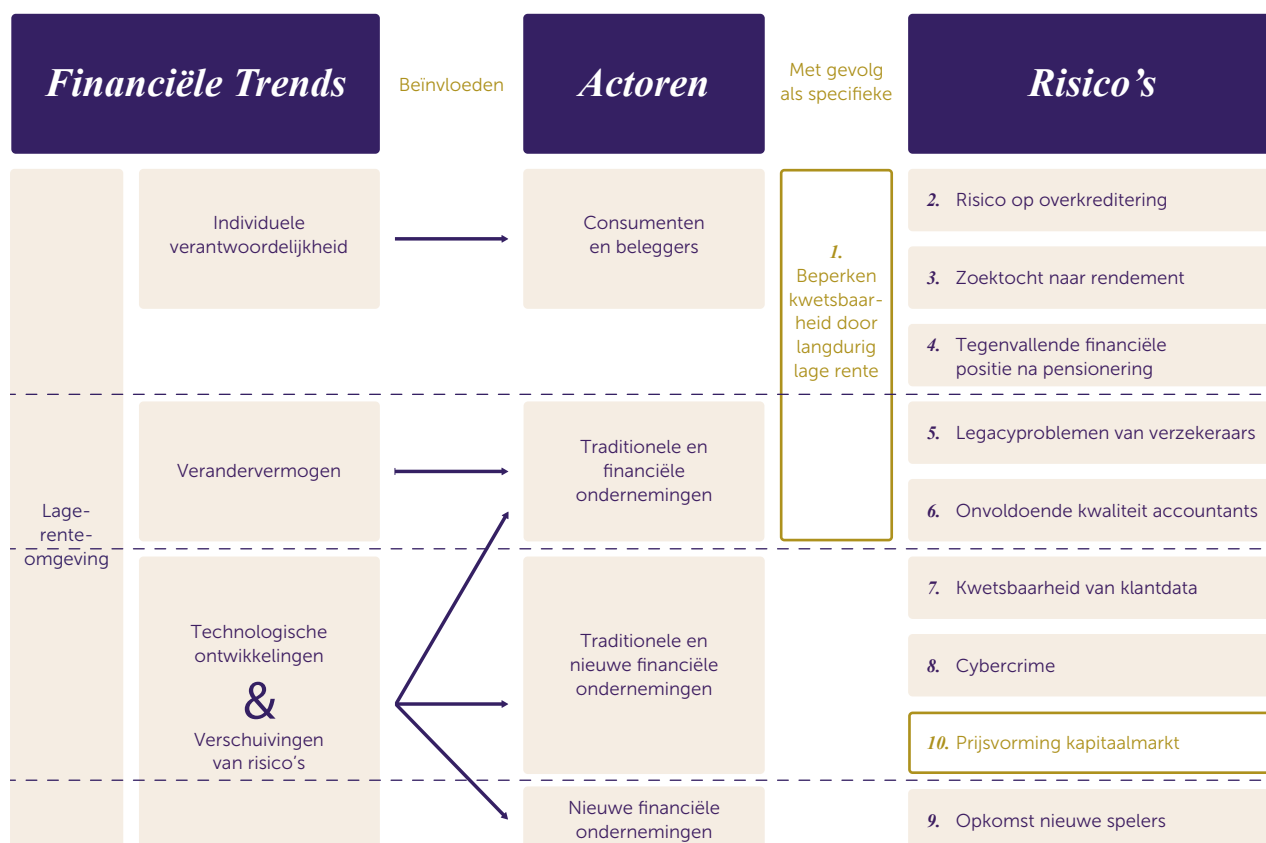 Financiële Trends
Beïnvloeden
Actoren
Met gevolg
als specifieke
Risico's
Lage-
rente-
omgeving
Individuele
verantwoordelijkheid
Consumenten
en beleggers
1.
Beperken
kwetsbaar-
heid door
langdurig
lage rente
2. Risico op overkreditering
3. Zoektocht naar rendement
4. Tegenvallende financiële
positie na pensionering
Verandervermogen
Traditionele en
financiële
ondernemingen
5. Legacyproblemen van verzekeraars
6. Onvoldoende kwaliteit accountants
Technologische
ontwikkelingen
&
Verschuivingen
van risico's
Traditionele en
nieuwe financiële
ondernemingen
7. Kwetsbaarheid van klantdata
8. Cybercrime
10. Prijsvorming kapitaalmarkt
Nieuwe financiële
ondernemingen
9. Opkomst nieuwe spelers